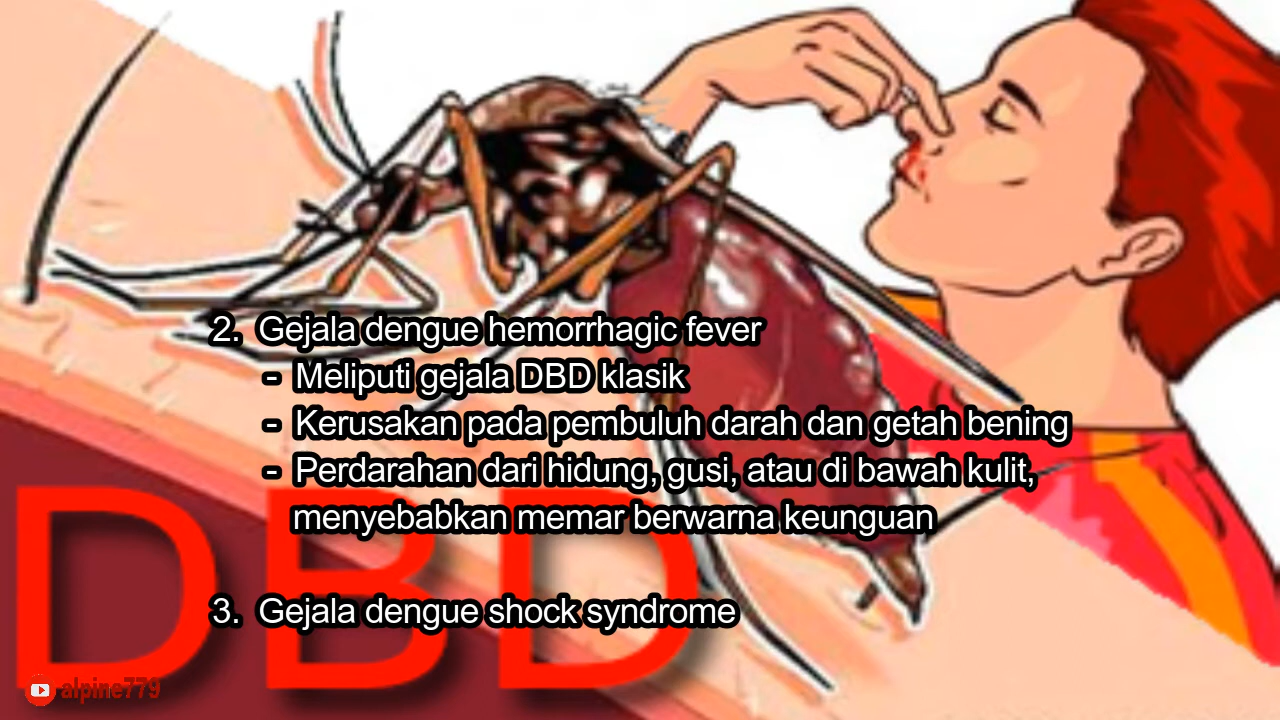 2. Gejala dengue hemorrhagic fever
- Meliputi gejala DBD klasik
- Kerusakan pada pembuluh darah dan getah bening
- Perdarahan dari hidung, gusi, atau di bawah kulit,
menyebabkan memar berwarna keunguan
DBD
3. Gejala dengue shock syndrome
alpine779